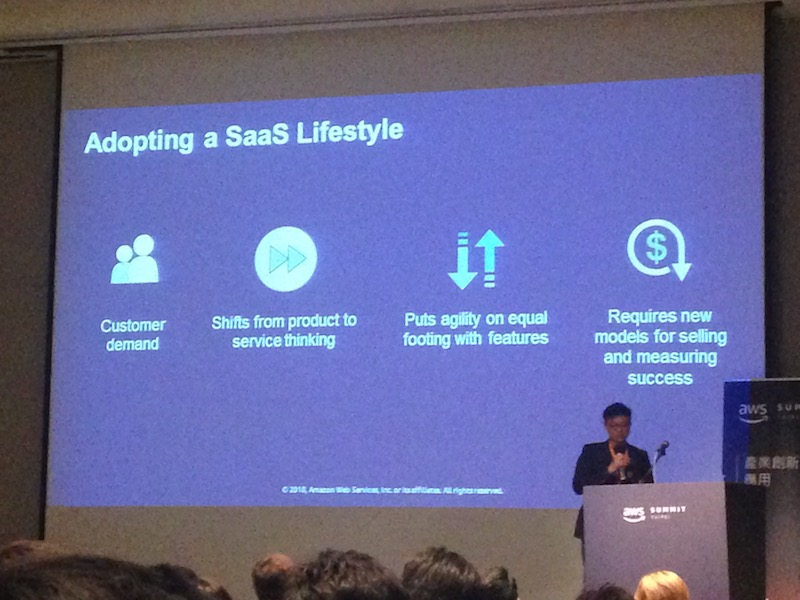 Adopting a SaaS Lifestyle
$
Customer
demand
Shifts from product to
service thinking
Puts agility on equal
footing with features
Requires new
models for selling
and measuring
success
© 2018, Amazon Web Services, Inc. or its affiliates. All rights reserved.
aws SUMMIT
TAIPEI
aws SUM
產業創新
應用